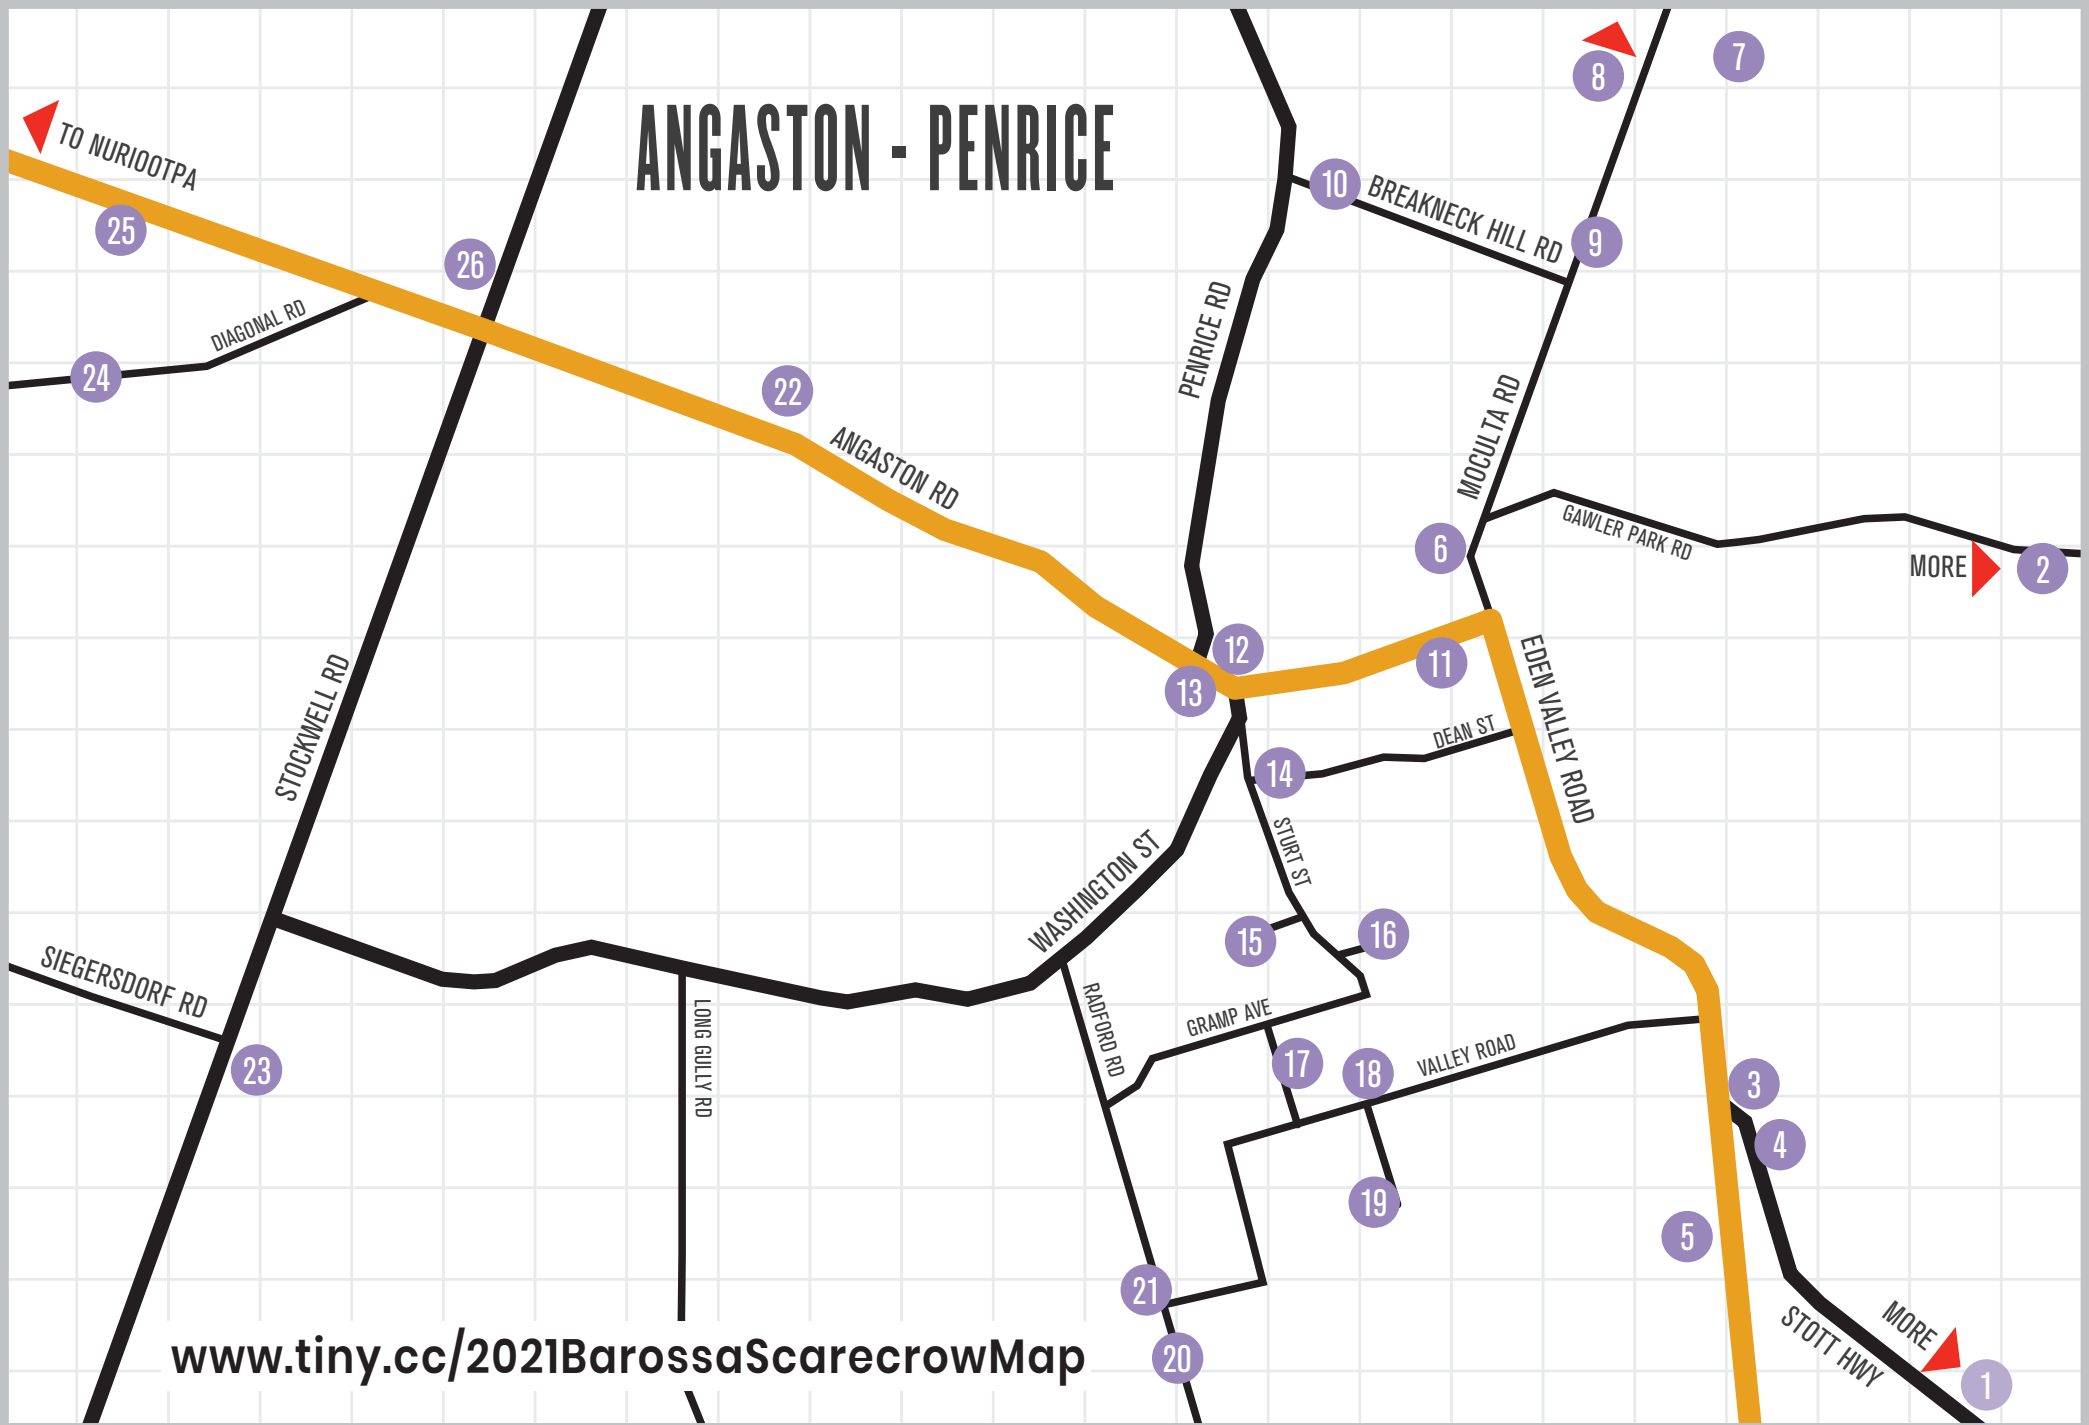 8
7
TO NURIOOTPA
ANGASTON - PENRICE
25
26
10
BREAKNECK HILL RD
9
DIAGONAL RD
24
22
ANGASTON RD
PENRICE RD
MOCULTA RD
6
GAWLER PARK RD
MORE
2
12
13
11
EDEN VALLEY ROAD
STOCKWELL RD
DEAN ST
14
STURT ST
WASHINGTON ST
15
16
SIEGERSDORF RD
23
LONG GULLY RD
RADFORD RD
GRAMP AVE
17
18
VALLEY ROAD
3
4
19
5
21
20
MORE
STOTT HWY
1
www.tiny.cc/2021BarossaScarecrowMap